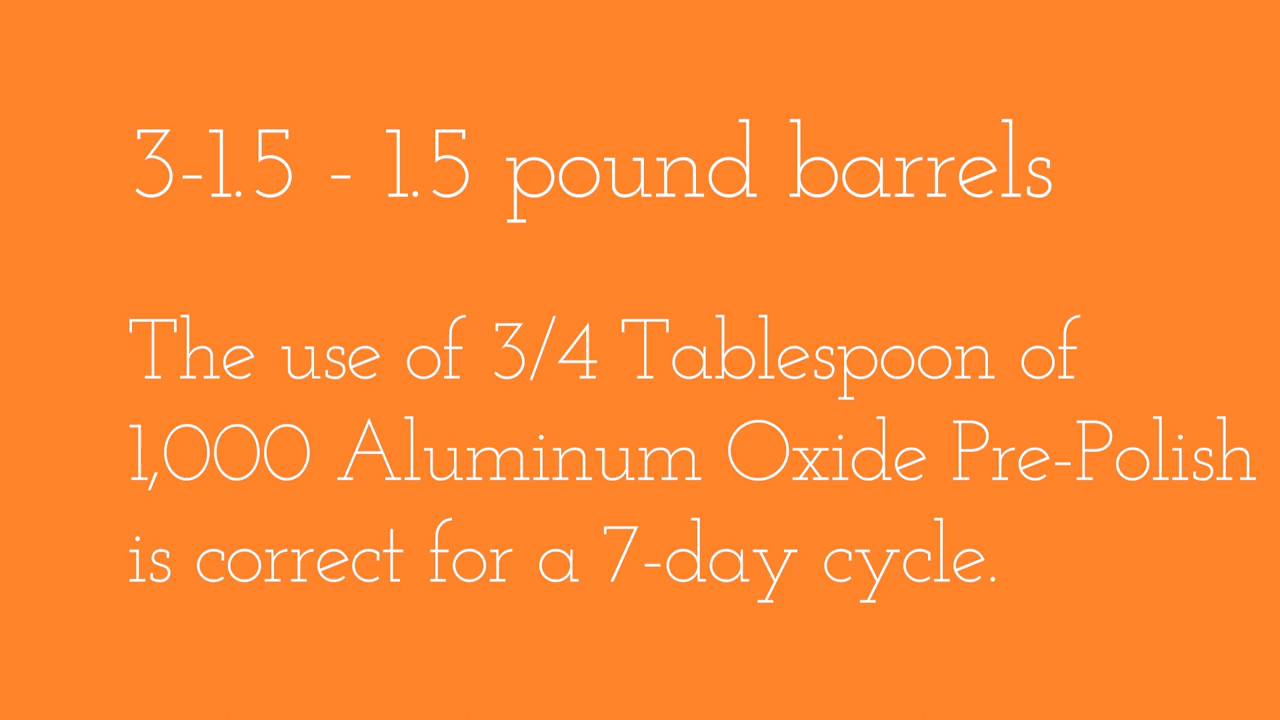 3-1.5 - 1.5 pound barrels
The use of 3/4 Tablespoon of
1,000 Aluminum Oxide Pre-Polish
is correct for a 7-day cycle.